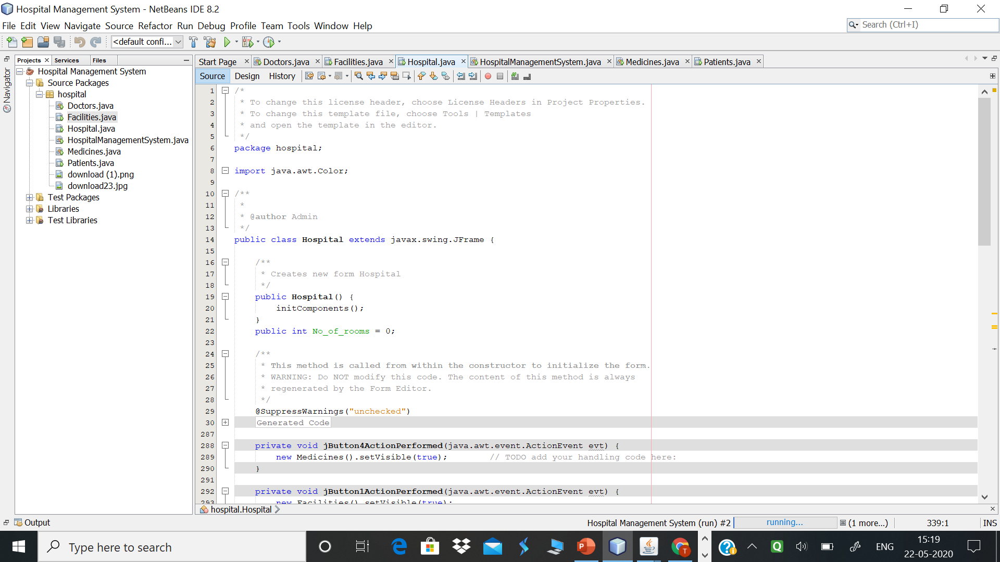 Hospital Management System - NetBeans IDE 8.2
File Edit View Navigate Source Refactor Run Debug Profile Team Tools Window Help
Search (Ctrl+I)
<default confi...
Projects
Services
Files
Start Page
Doctors.java
Facilities.java
Hospital.java
HospitalManagementSystem.java
Medicines.java
Patients.java
Navigator
Hospital Management System
Source Packages
hospital
Doctors.java
Facilities.java
Hospital.java
HospitalManagementSystem.java
Medicines.java
Patients.java
download (1).png
download23.jpg
Test Packages
Libraries
Test Libraries
Source Design History
1 /*
2 * To change this license header, choose License Headers in Project Properties.
3 * To change this template file, choose Tools | Templates
4 * and open the template in the editor.
5 */
6 package hospital;
7
8 import java.awt.Color;
9
10 /**
11 *
12 * @author Admin
13 */
14 public class Hospital extends javax.swing.JFrame {
15
16 /**
17 * Creates new form Hospital
18 */
19 public Hospital() {
20 initComponents();
21 }
22 public int No_of_rooms = 0;
23
24 /**
25 * This method is called from within the constructor to initialize the form.
26 * WARNING: Do NOT modify this code. The content of this method is always
27 * regenerated by the Form Editor.
28 */
29 @SuppressWarnings("unchecked")
30 Generated Code
287
288 private void jButton4ActionPerformed(java.awt.event.ActionEvent evt) {
289 new Medicines().setVisible(true); // TODO add your handling code here:
290 }
291
292 private void jButton1ActionPerformed(java.awt.event.ActionEvent evt) {
293 new Facilities().setVisible(true);
hospital.Hospital
Output
Hospital Management System (run) #2
running...
(1 more...)
339:1
INS
Type here to search
ENG
15:19
22-05-2020